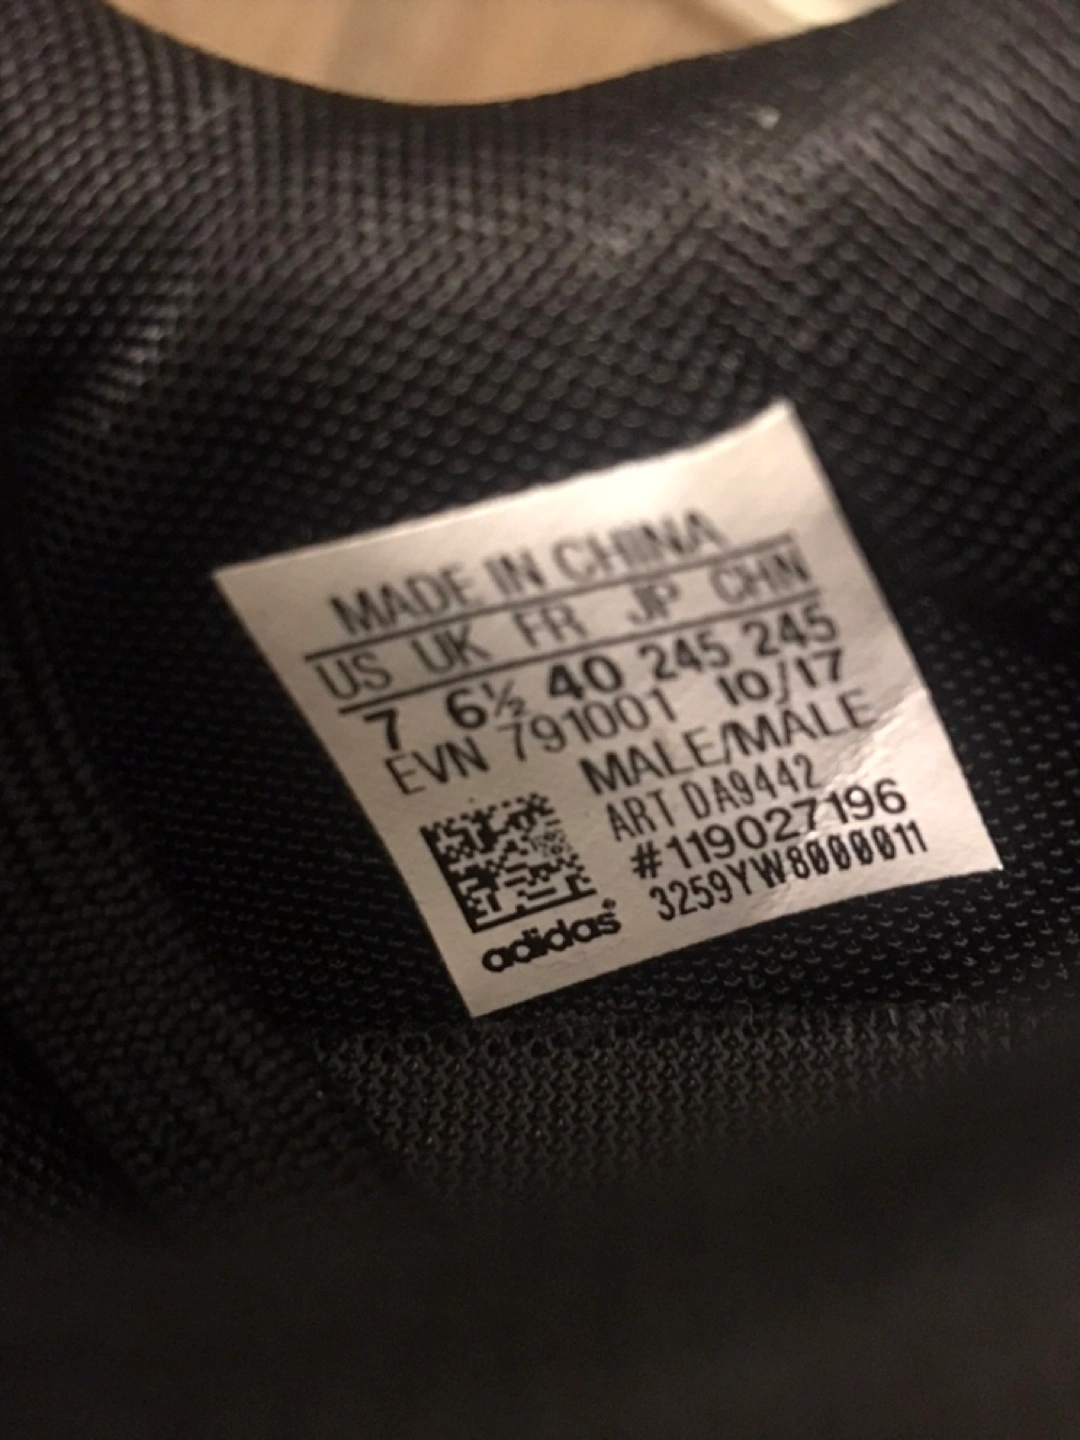 MADE IN CHINA
US UK FR JP CHN
7 6½ 40 245 245
EVN 791001 10/17
MALE/MÂLE
ART DA9442
#119027196
3259YW8000011
adidas®